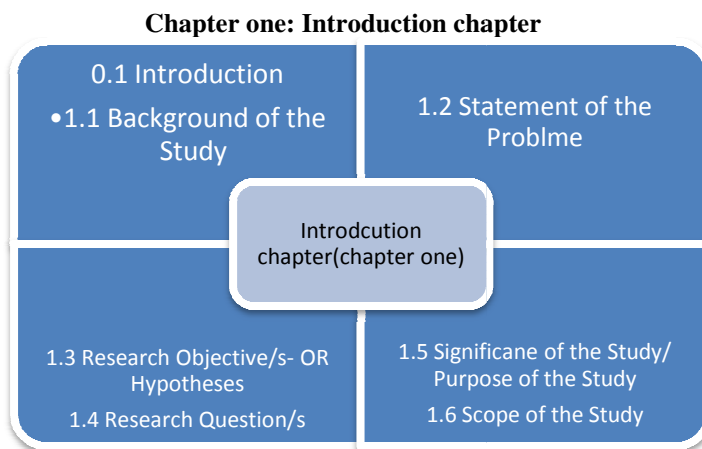 Chapter one: Introduction chapter
0.1 Introduction
•1.1 Background of the
Study
1.2 Statement of the
Problme
Introdcution
chapter(chapter one)
1.3 Research Objective/s- OR
Hypotheses
1.4 Research Question/s
1.5 Significane of the Study/
Purpose of the Study
1.6 Scope of the Study